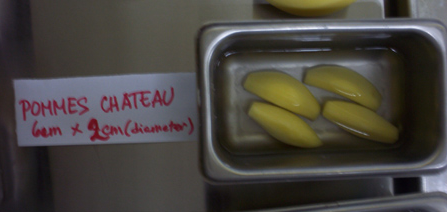 POMMES CHATEAU
6cm x 2cm (diameter)